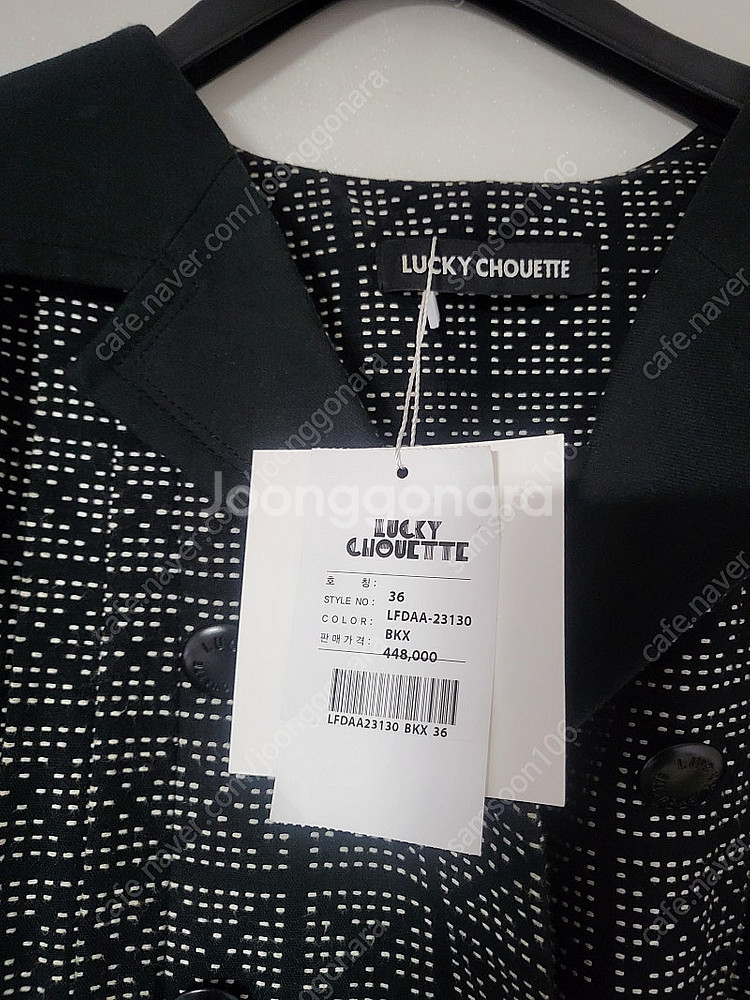 LUCKY CHOUETTE
Joonggonara
LUCKY
CHOUETTE
호 칭 : 36
STYLE NO : LFDAA-23130
COLOR : BKX
판매가격 : 448,000
LFDAA23130 BKX 36
cafe.naver.com/joonggonara
samsoon106